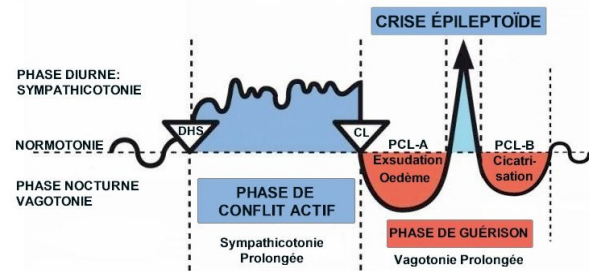 CRISE ÉPILEPTOÏDE
PHASE DIURNE:
SYMPATHICOTONIE
DHS
CL
NORMOTONIE
PCL-A
Exsudation
Oedème
PCL-B
Cicatri-
sation
PHASE NOCTURNE
VAGOTONIE
PHASE DE
CONFLIT ACTIF
PHASE DE GUÉRISON
Sympathicotonie
Prolongée
Vagotonie Prolongée